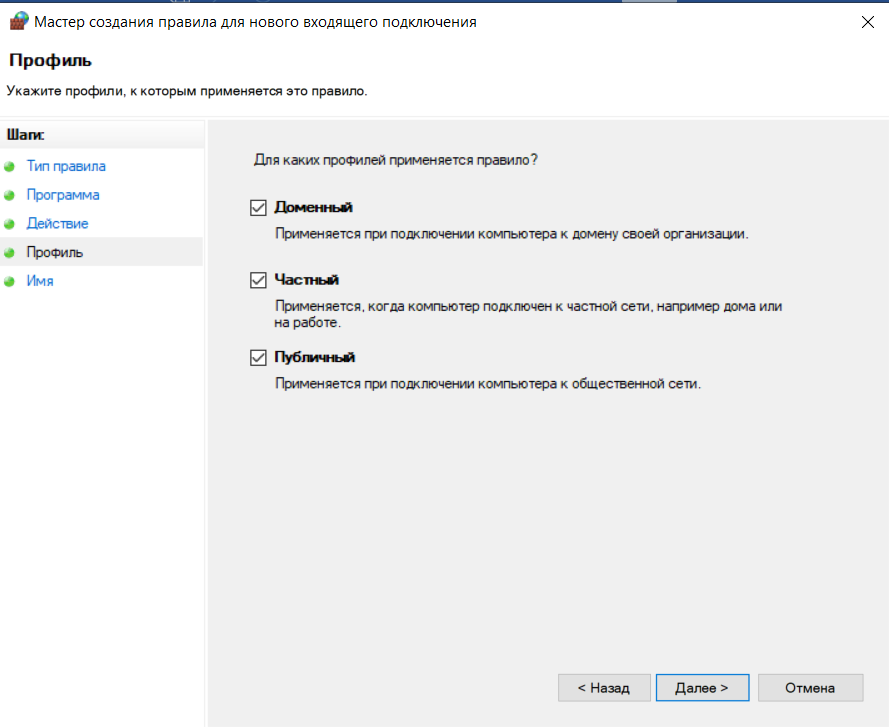 Мастер создания правила для нового входящего подключения
Профиль
Укажите профили, к которым применяется это правило.
Шаги:
Тип правила
Программа
Действие
Профиль
Имя
Для каких профилей применяется правило?
Доменный
Применяется при подключении компьютера к домену своей организации.
Частный
Применяется, когда компьютер подключен к частной сети, например дома или
на работе.
Публичный
Применяется при подключении компьютера к общественной сети.
< Назад
Далее >
Отмена